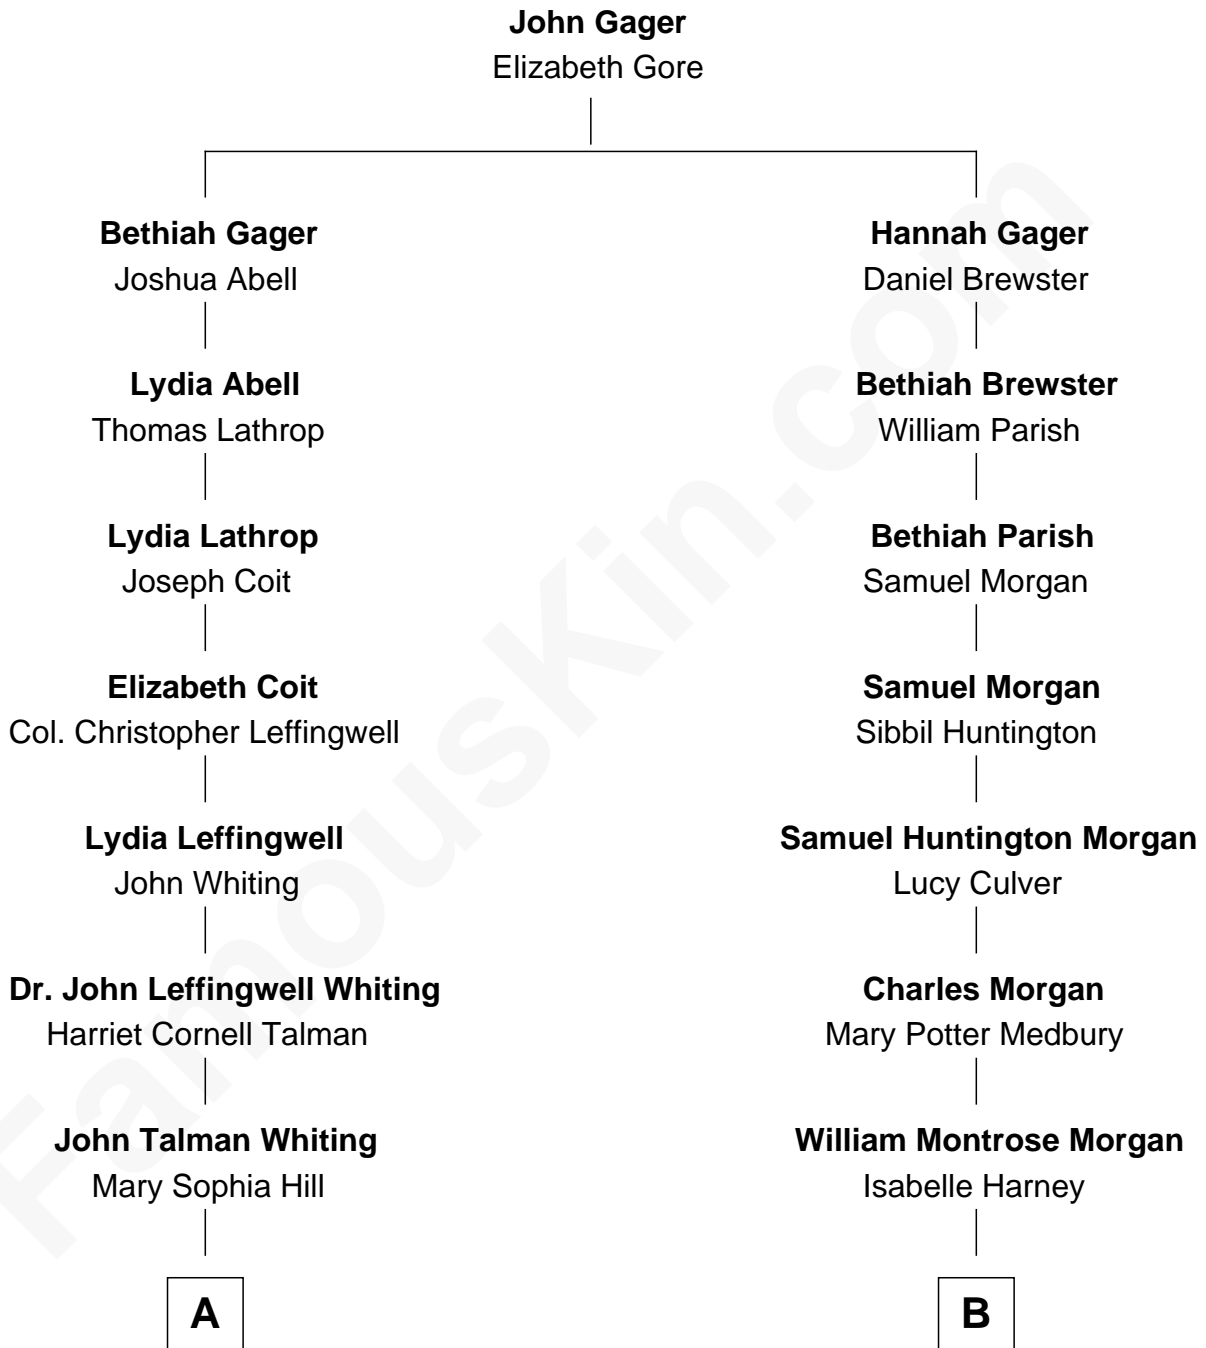 John Gager
Elizabeth Gore
Bethiah Gager
Joshua Abell
Hannah Gager
Daniel Brewster
Lydia Abell
Thomas Lathrop
Bethiah Brewster
William Parish
Lydia Lathrop
Joseph Coit
Bethiah Parish
Samuel Morgan
Elizabeth Coit
Col. Christopher Leffingwell
Samuel Morgan
Sibbil Huntington
Lydia Leffingwell
John Whiting
Samuel Huntington Morgan
Lucy Culver
Dr. John Leffingwell Whiting
Harriet Cornell Talman
Charles Morgan
Mary Potter Medbury
John Talman Whiting
Mary Sophia Hill
William Montrose Morgan
Isabelle Harney
A
B
FamousKin.com